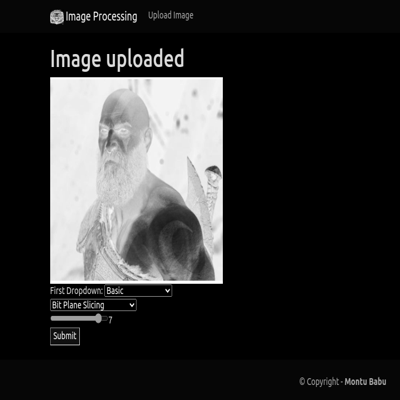 Image Processing
Upload Image
Image uploaded
First Dropdown: Basic
Bit Plane Slicing
7
Submit
© Copyright - Montu Babu